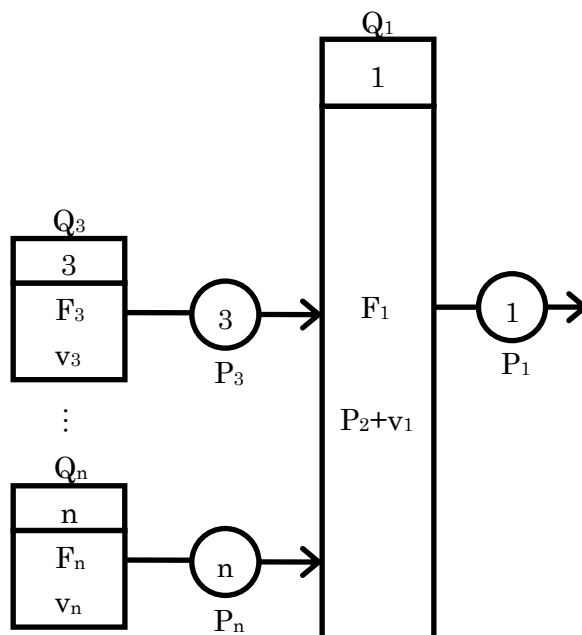 Q₁
1
F₁
P₂+v₁
1
P₁
Q₃
3
F₃
v₃
3
P₃
⋮
Qₙ
n
Fₙ
vₙ
n
Pₙ